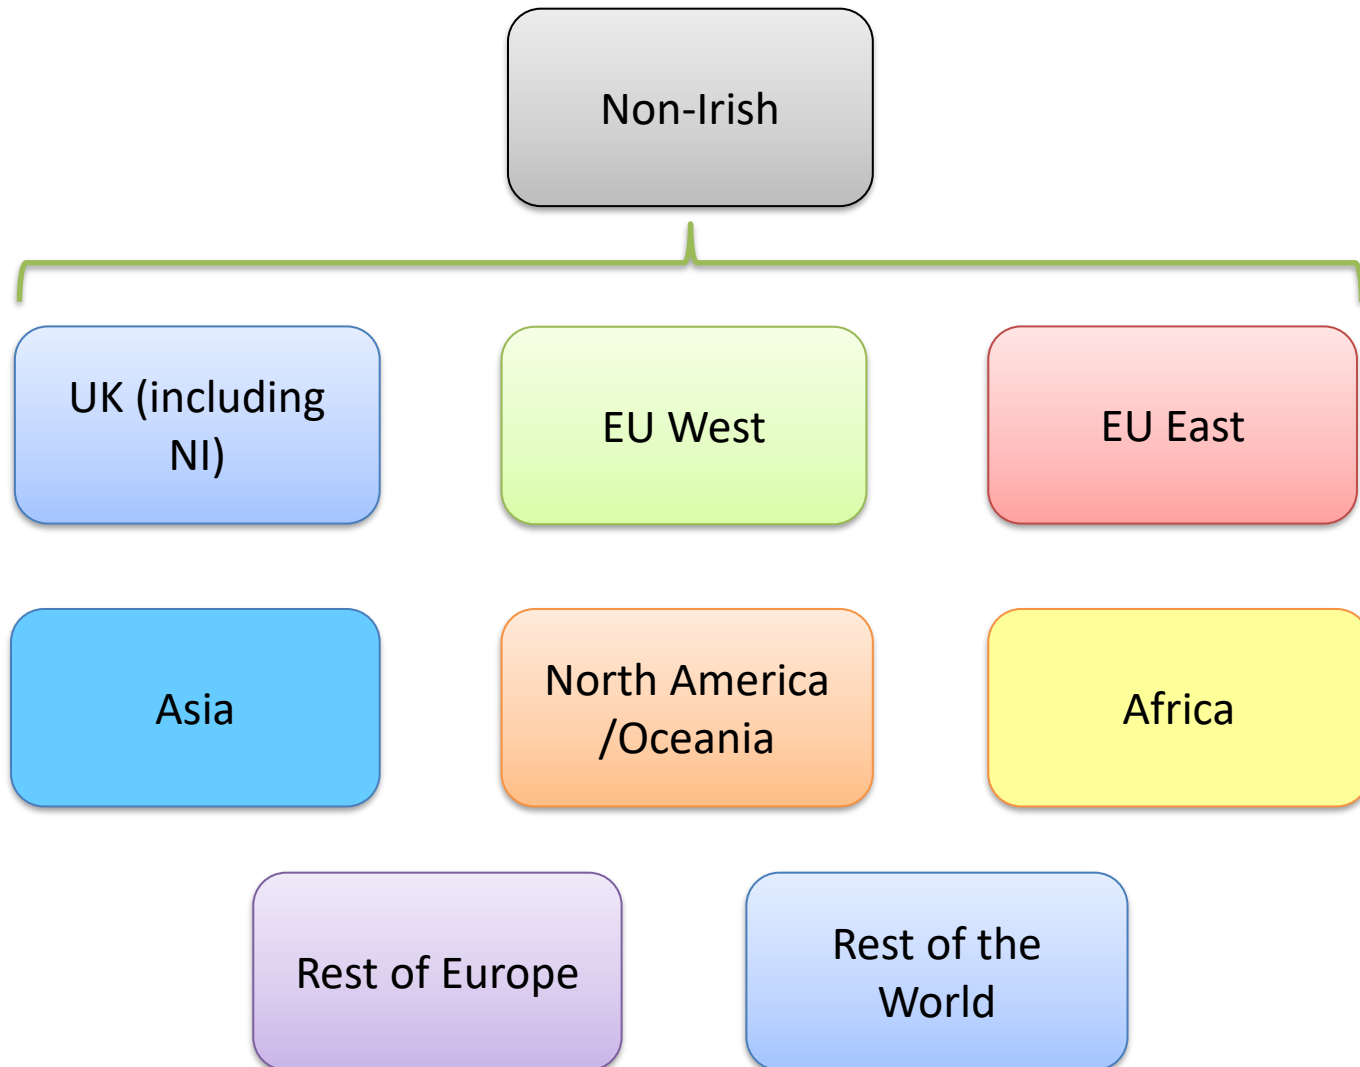 Non-Irish
UK (including
NI)
EU West
EU East
Asia
North America
/Oceania
Africa
Rest of Europe
Rest of the
World